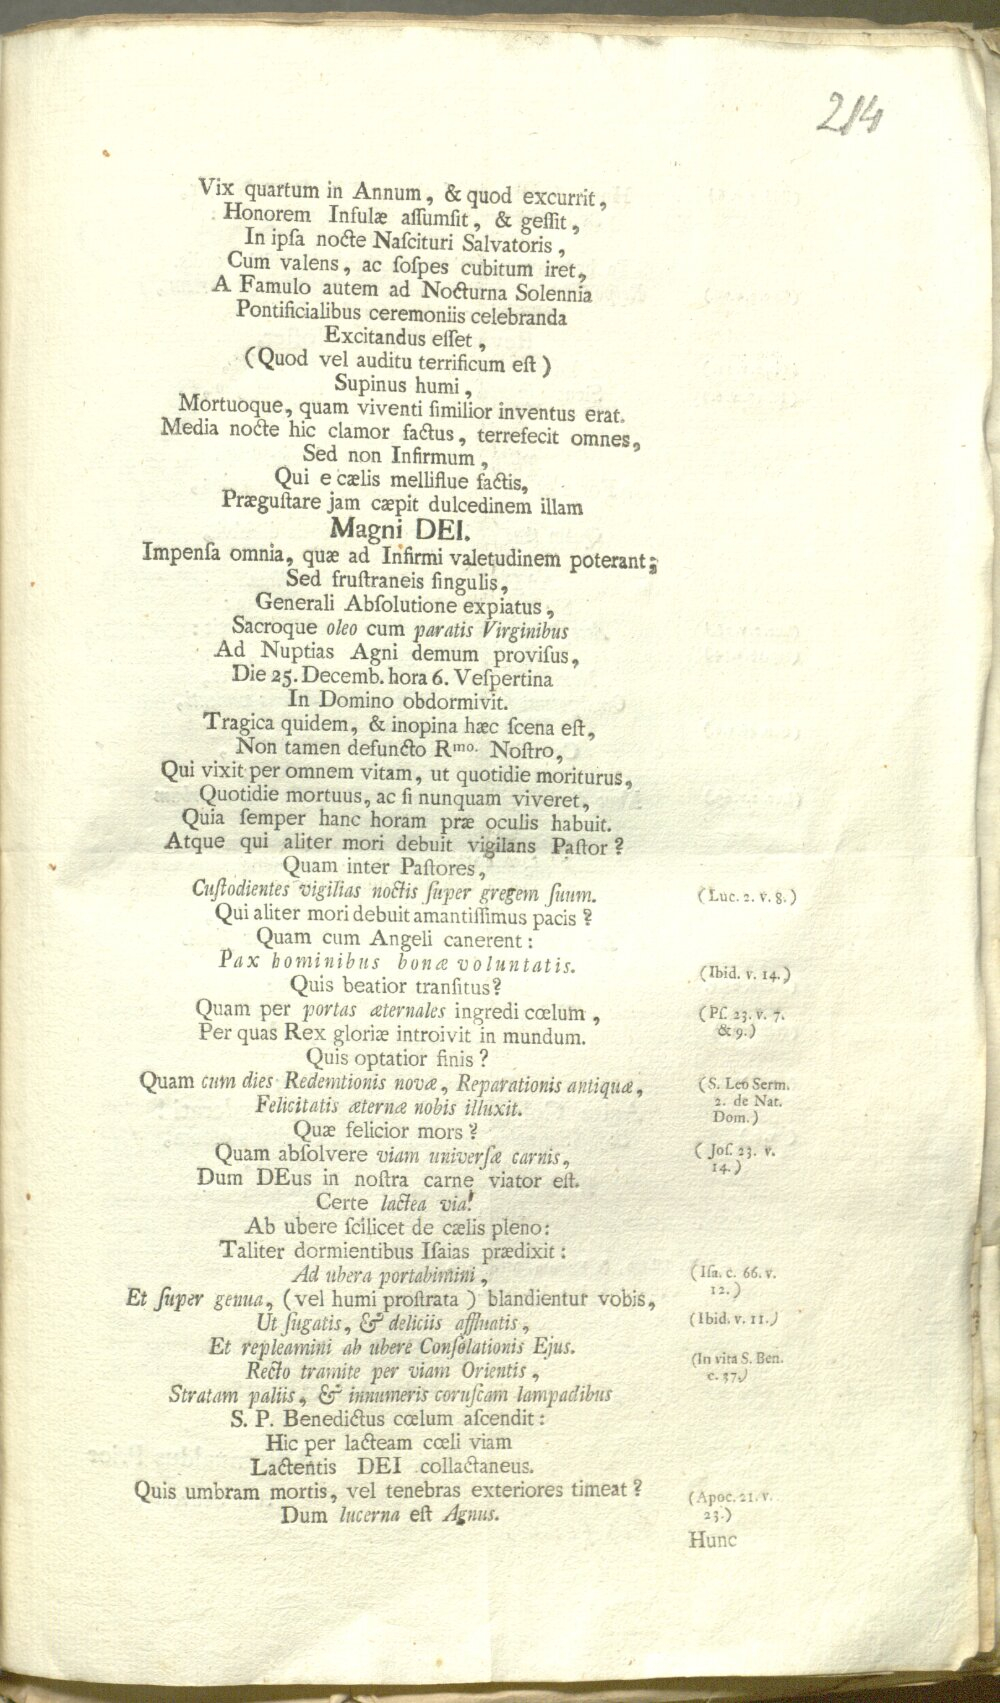 214
Vix quartum in Annum, & quod excurrit,
Honorem Inſulæ aſſumſit, & geſſit,
In ipſa nocte Naſcituri Salvatoris,
Cum valens, ac ſoſpes cubitum iret,
A Famulo autem ad Nocturna Solennia
Pontificialibus ceremoniis celebranda
Excitandus eſſet,
(Quod vel auditu terrificum eſt)
Supinus humi,
Mortuoque, quam viventi ſimilior inventus erat.
Media nocte hic clamor factus, terrefecit omnes,
Sed non Infirmum,
Qui e cælis melliflue factis,
Præguſtare jam cæpit dulcedinem illam
Magni DEI.
Impenſa omnia, quæ ad Infirmi valetudinem poterant;
Sed fruſtraneis ſingulis,
Generali Abſolutione expiatus,
Sacroque oleo cum paratis Virginibus
Ad Nuptias Agni demum proviſus,
Die 25. Decemb. hora 6. Veſpertina
In Domino obdormivit.
Tragica quidem, & inopina hæc ſcena eſt,
Non tamen defuncto Rmo. Noſtro,
Qui vixit per omnem vitam, ut quotidie moriturus,
Quotidie mortuus, ac ſi nunquam viveret,
Quia ſemper hanc horam præ oculis habuit.
Atque qui aliter mori debuit vigilans Paſtor?
Quam inter Paſtores,
Cuſtodientes vigilias noctis ſuper gregem ſuum. (Luc. 2. v. 8.)
Qui aliter mori debuit amantiſſimus pacis?
Quam cum Angeli canerent:
Pax hominibus bonæ voluntatis. (Ibid. v. 14.)
Quis beatior tranſitus?
Quam per portas æternales ingredi cœlum, (Pſ. 23. v. 7.
Per quas Rex gloriæ introivit in mundum. & 9.)
Quis optatior finis?
Quam cum dies Redemtionis novæ, Reparationis antiquæ, (S. Leo Serm.
2. de Nat.
Felicitatis æternæ nobis illuxit. Dom.)
Quæ felicior mors?
Quam abſolvere viam univerſæ carnis, (Joſ. 23. v.
14.)
Dum DEus in noſtra carne viator eſt.
Certe lactea via!
Ab ubere ſcilicet de cælis pleno:
Taliter dormientibus Iſaias prædixit:
Ad ubera portabimini, (Iſa. c. 66. v.
12.)
Et ſuper genua, (vel humi proſtrata) blandientur vobis,
Ut ſugatis, & deliciis affluatis, (Ibid. v. 11.)
Et repleamini ab ubere Conſolationis Ejus.
Recto tramite per viam Orientis, (In vita S. Ben.
c. 37.)
Stratam paliis, & innumeris coruſcam lampadibus
S. P. Benedictus cœlum aſcendit:
Hic per lacteam cœli viam
Lactentis DEI collactaneus.
Quis umbram mortis, vel tenebras exteriores timeat? (Apoc. 21. v.
Dum lucerna eſt Agnus. 23.)
Hunc